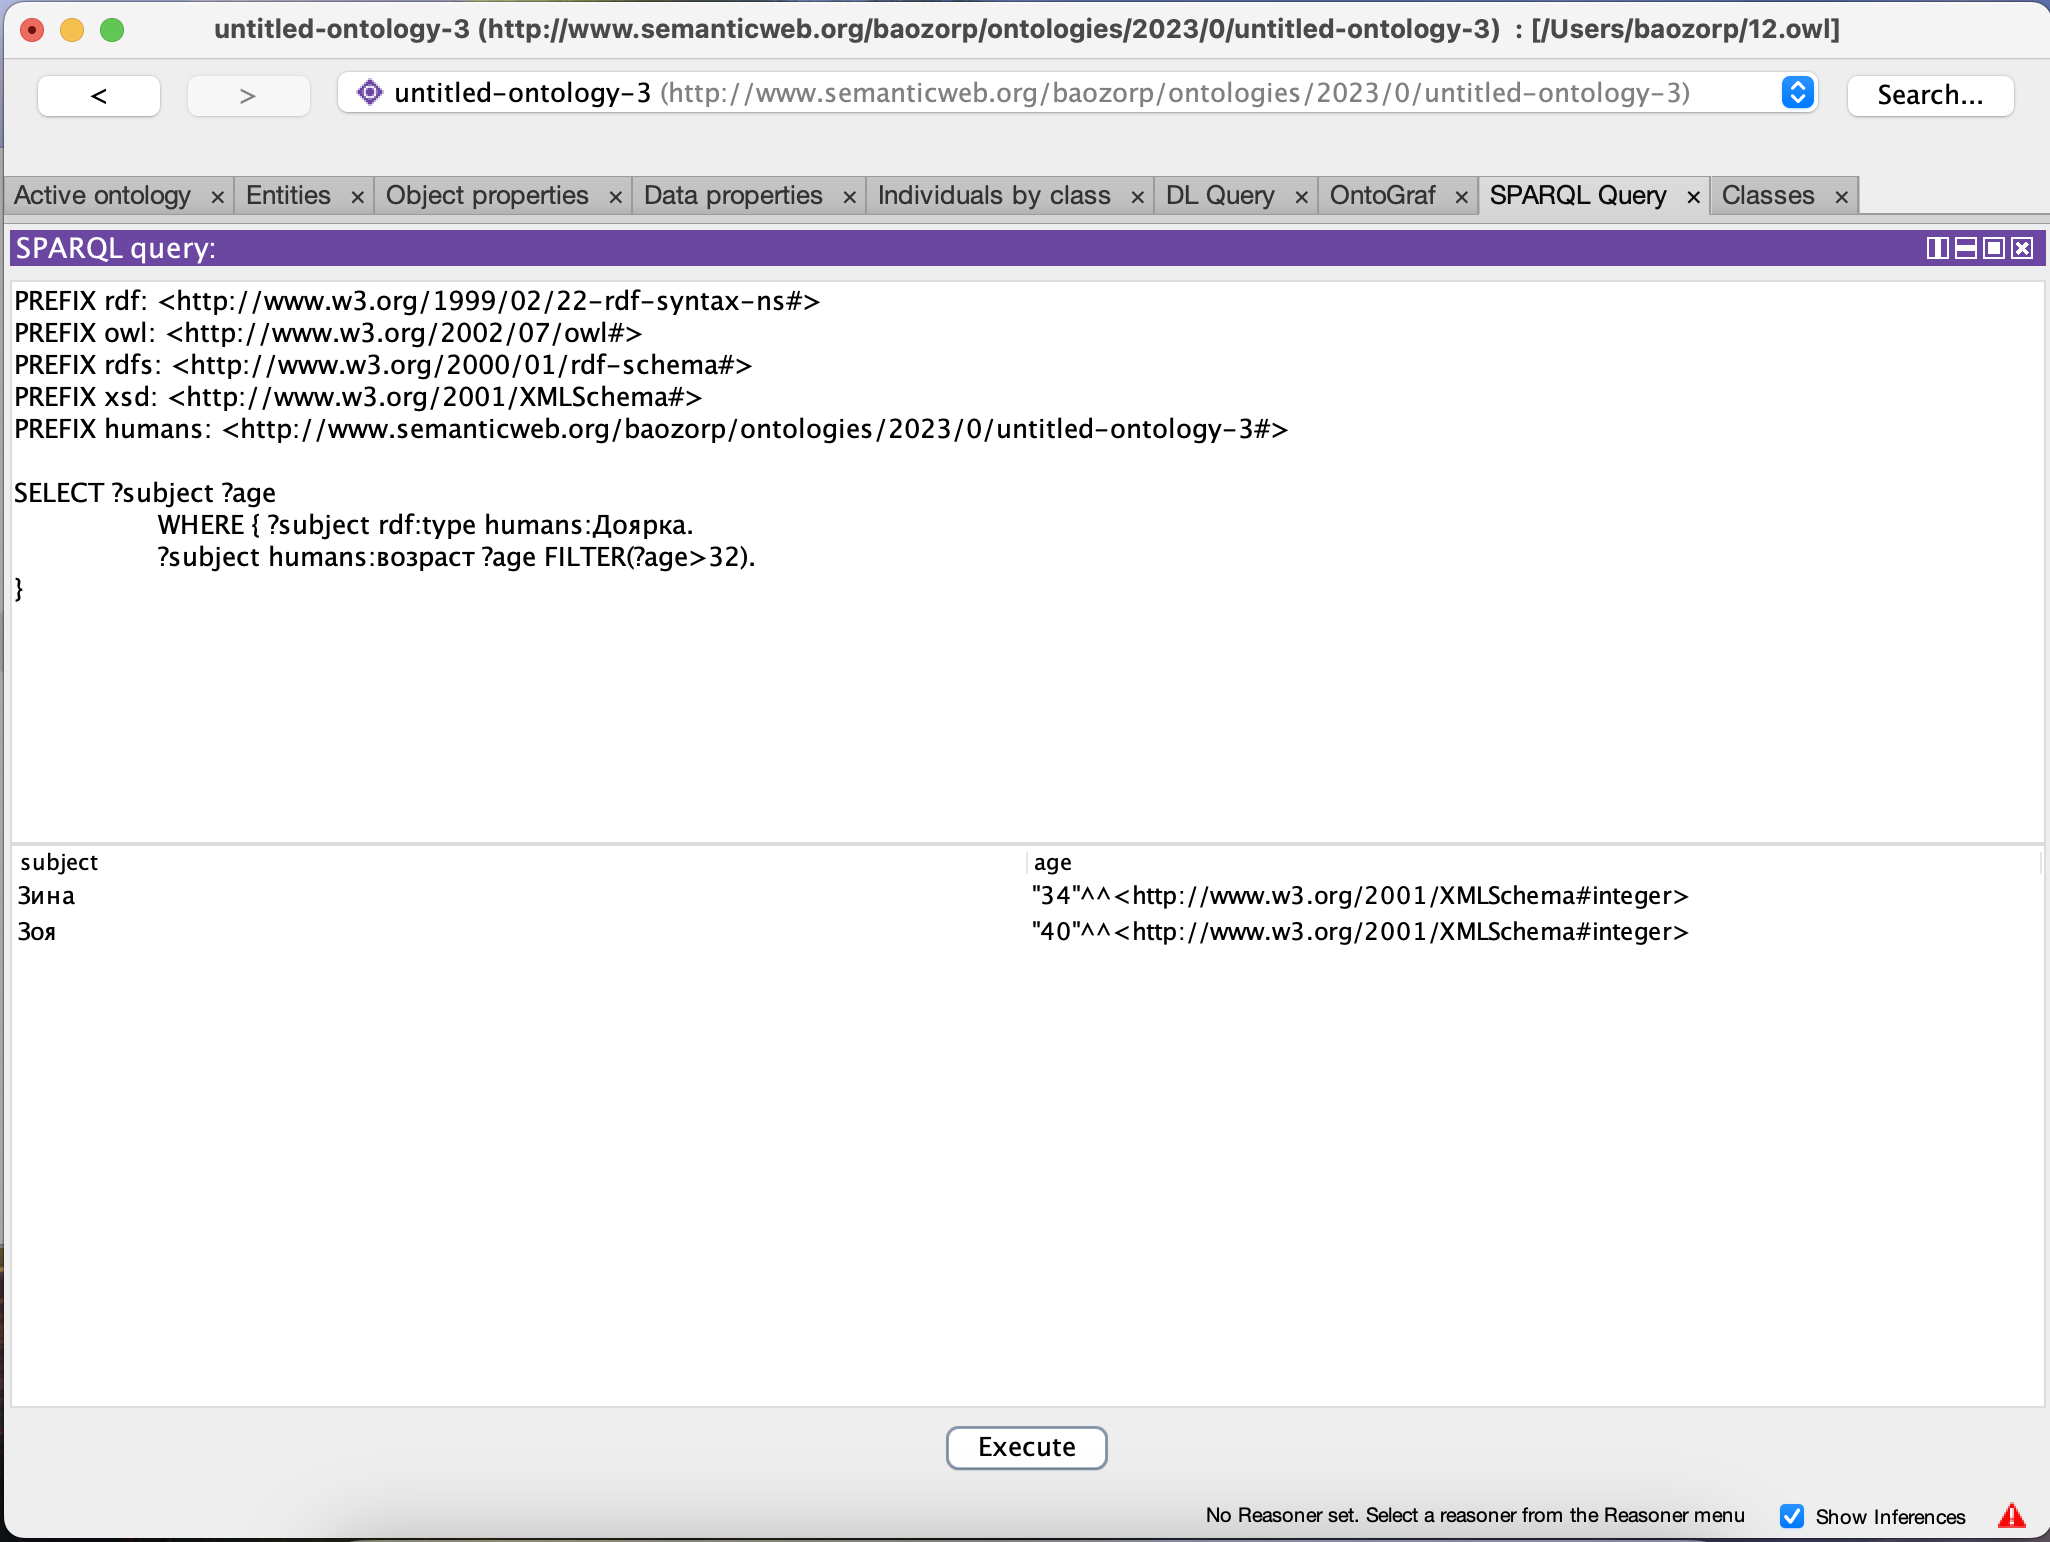 untitled-ontology-3 (http://www.semanticweb.org/baozorp/ontologies/2023/0/untitled-ontology-3)  : [/Users/baozorp/12.owl]
< > untitled-ontology-3 (http://www.semanticweb.org/baozorp/ontologies/2023/0/untitled-ontology-3) Search...
Active ontology × Entities × Object properties × Data properties × Individuals by class × DL Query × OntoGraf × SPARQL Query × Classes ×
SPARQL query:
PREFIX rdf: <http://www.w3.org/1999/02/22-rdf-syntax-ns#>
PREFIX owl: <http://www.w3.org/2002/07/owl#>
PREFIX rdfs: <http://www.w3.org/2000/01/rdf-schema#>
PREFIX xsd: <http://www.w3.org/2001/XMLSchema#>
PREFIX humans: <http://www.semanticweb.org/baozorp/ontologies/2023/0/untitled-ontology-3#>
SELECT ?subject ?age
WHERE { ?subject rdf:type humans:Доярка.
?subject humans:возраст ?age FILTER(?age>32).
}
subject age
Зина "34"^^<http://www.w3.org/2001/XMLSchema#integer>
Зоя "40"^^<http://www.w3.org/2001/XMLSchema#integer>
Execute
No Reasoner set. Select a reasoner from the Reasoner menu Show Inferences